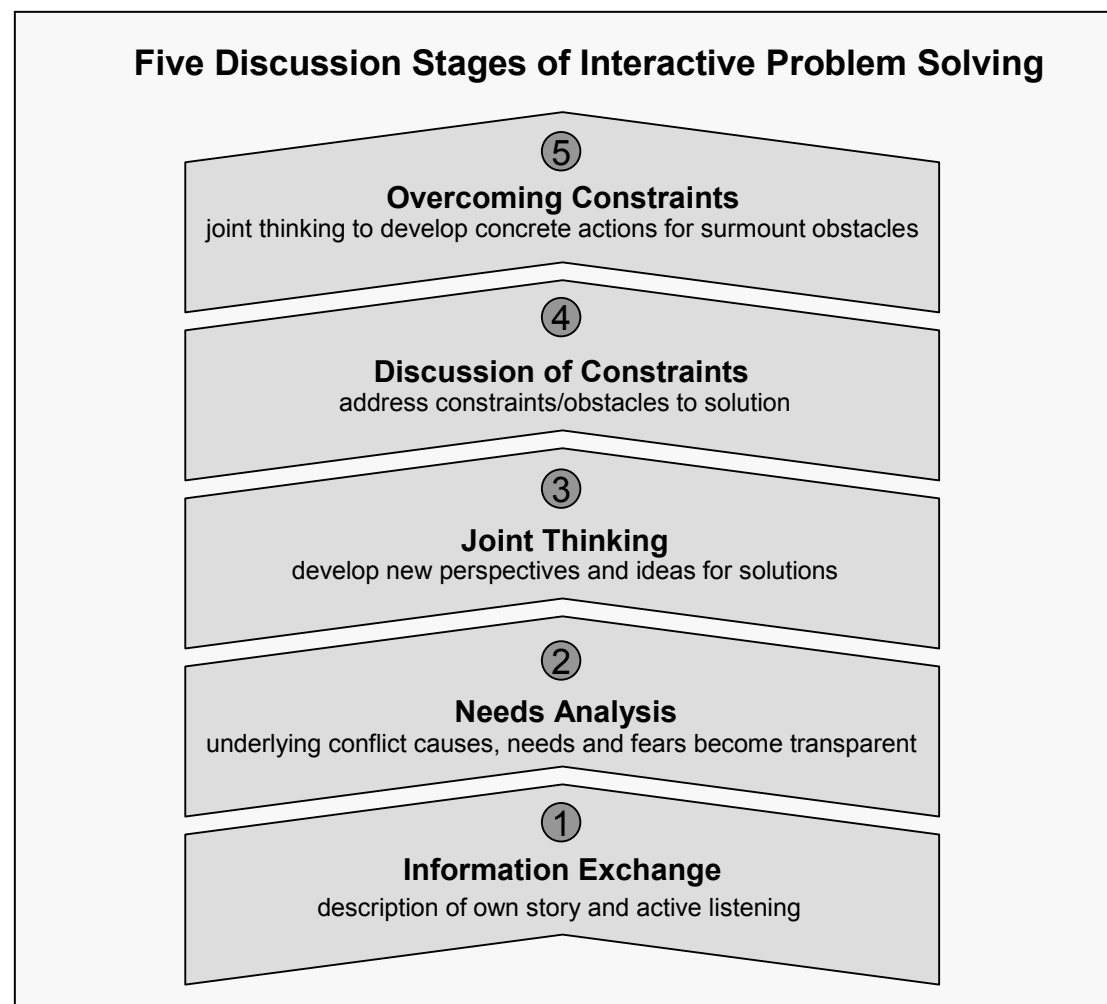 Five Discussion Stages of Interactive Problem Solving
5
Overcoming Constraints
joint thinking to develop concrete actions for surmount obstacles
4
Discussion of Constraints
address constraints/obstacles to solution
3
Joint Thinking
develop new perspectives and ideas for solutions
2
Needs Analysis
underlying conflict causes, needs and fears become transparent
1
Information Exchange
description of own story and active listening